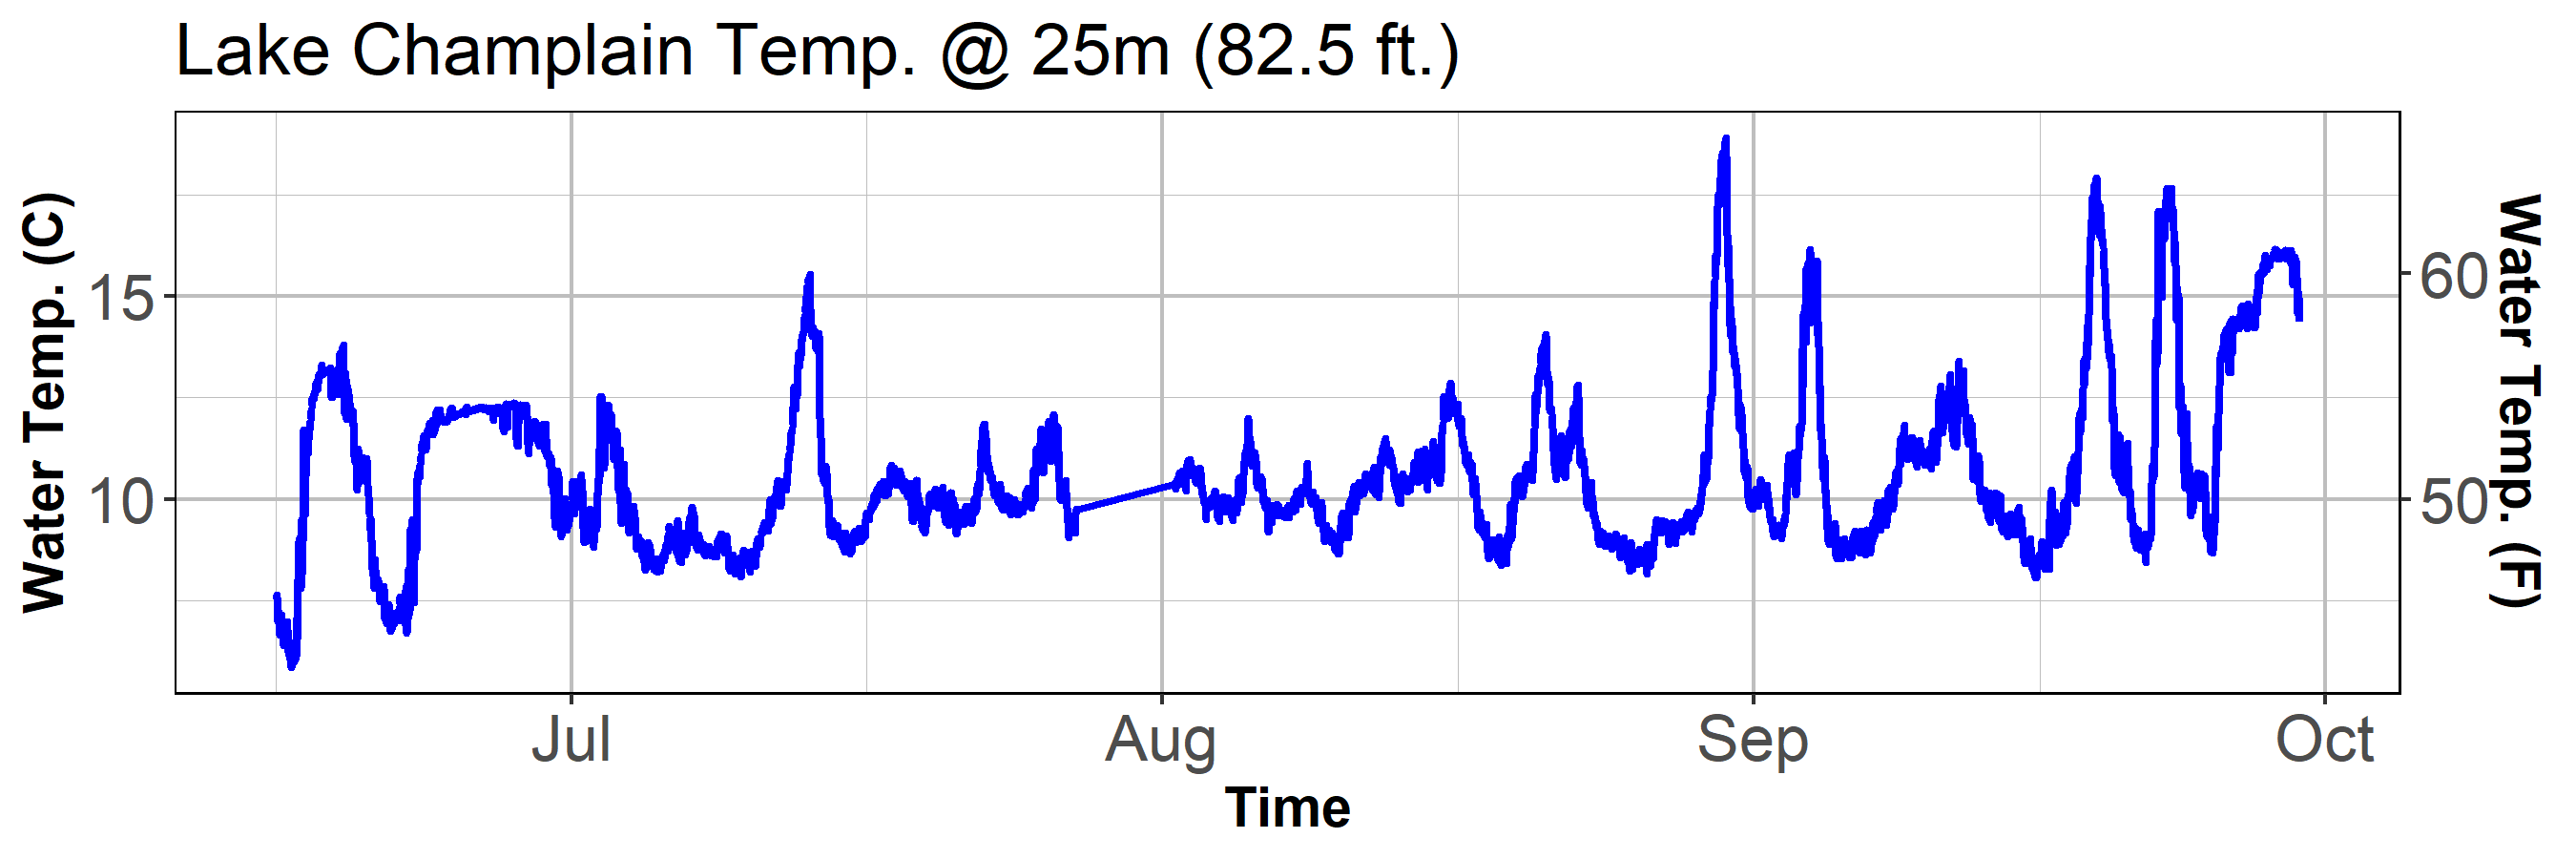 Lake Champlain Temp. @ 25m (82.5 ft.)
Water Temp. (C)
15
10
60
50
Water Temp. (F)
Jul
Aug
Sep
Oct
Time